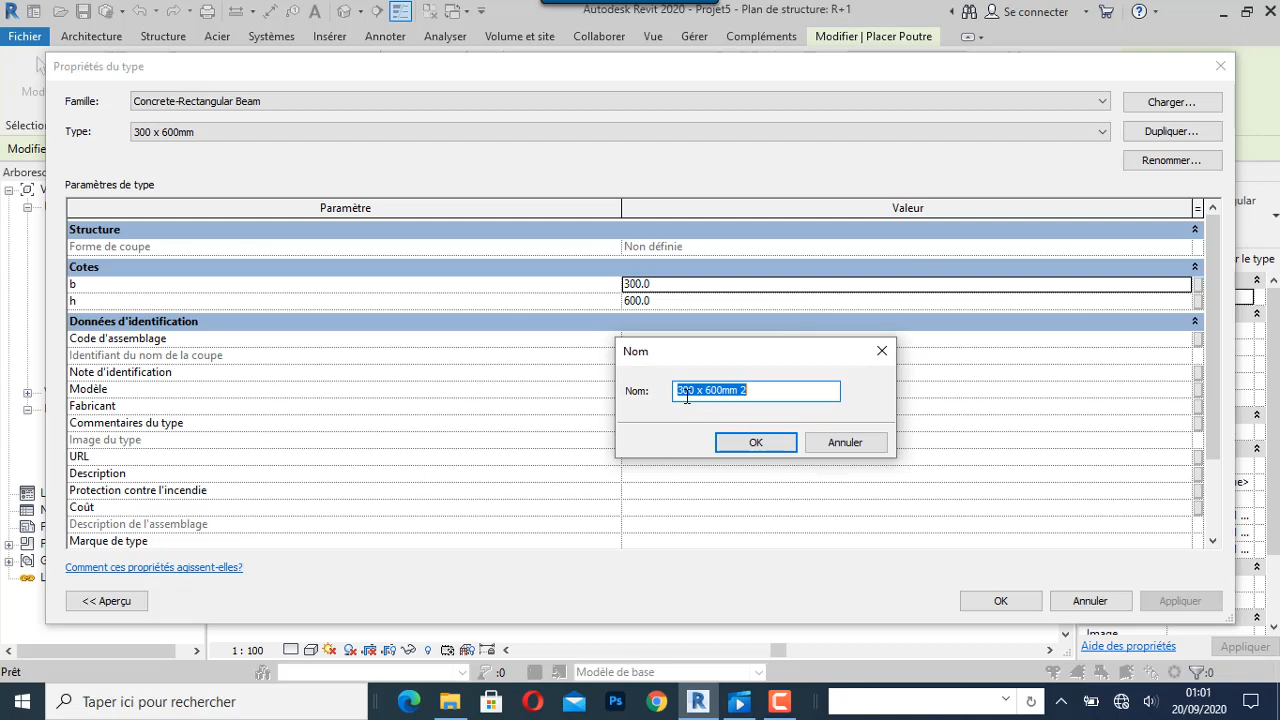 Autodesk Revit 2020 - Projet5 - Plan de structure: R+1
Se connecter
Fichier
Architecture
Structure
Acier
Systèmes
Insérer
Annoter
Analyser
Volume et site
Collaborer
Vue
Gérer
Compléments
Modifier | Placer Poutre
Propriétés du type
Famille:
Concrete-Rectangular Beam
Charger...
Type:
300 x 600mm
Dupliquer...
Renommer...
Sélection
Modifie
Arboresc
Paramètres de type
Paramètre
Valeur
=
Structure
Forme de coupe
Non définie
Cotes
b
300.0
h
600.0
Données d'identification
Code d'assemblage
Identifiant du nom de la coupe
Note d'identification
Modèle
Fabricant
Commentaires du type
Image du type
URL
Description
Protection contre l'incendie
Coût
Description de l'assemblage
Marque de type
Nom
Nom:
300 x 600mm 2
OK
Annuler
Comment ces propriétés agissent-elles?
<< Aperçu
OK
Annuler
Appliquer
1 : 100
Aide des propriétés
Appliquer
Prêt
:0
Modèle de base
:0
Taper ici pour rechercher
01:01
20/09/2020